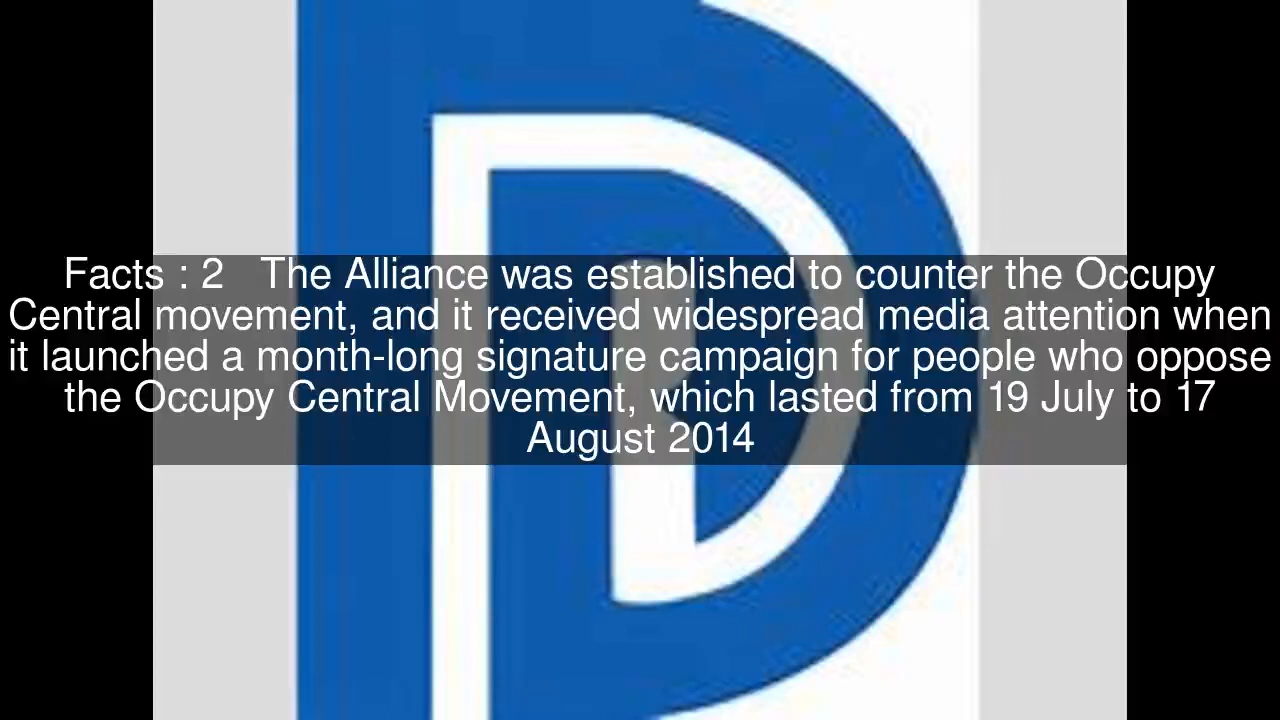 Facts : 2   The Alliance was established to counter the Occupy
Central movement, and it received widespread media attention when
it launched a month-long signature campaign for people who oppose
the Occupy Central Movement, which lasted from 19 July to 17
August 2014